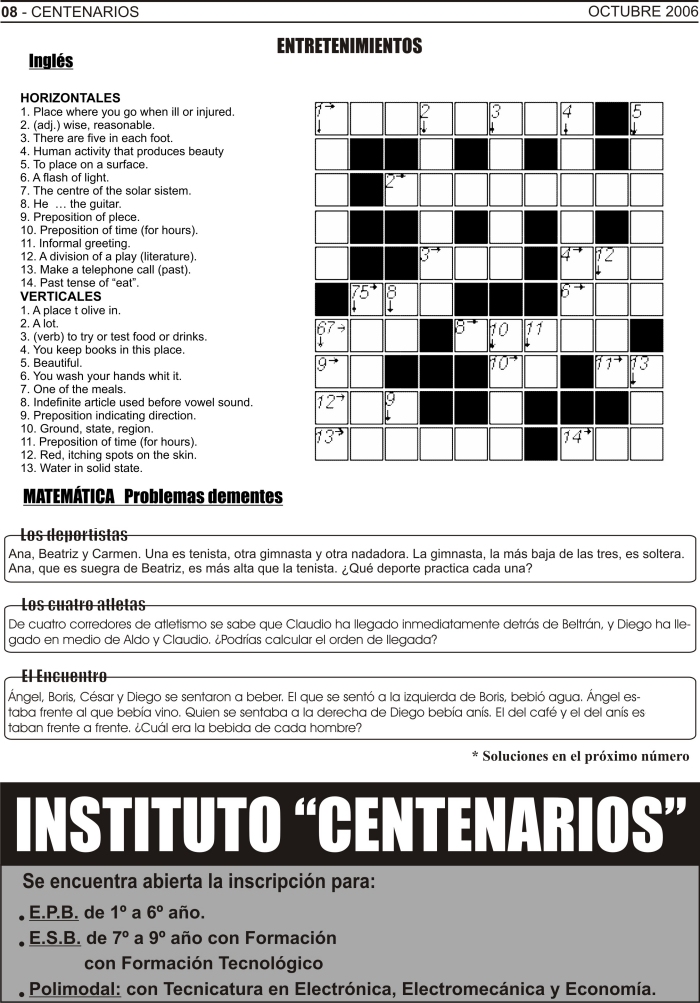 08 - CENTENARIOS
OCTUBRE 2006
ENTRETENIMIENTOS
Inglés
HORIZONTALES
1. Place where you go when ill or injured.
2. (adj.) wise, reasonable.
3. There are five in each foot.
4. Human activity that produces beauty
5. To place on a surface.
6. A flash of light.
7. The centre of the solar sistem.
8. He ... the guitar.
9. Preposition of plece.
10. Preposition of time (for hours).
11. Informal greeting.
12. A division of a play (literature).
13. Make a telephone call (past).
14. Past tense of “eat”.
VERTICALES
1. A place t olive in.
2. A lot.
3. (verb) to try or test food or drinks.
4. You keep books in this place.
5. Beautiful.
6. You wash your hands whit it.
7. One of the meals.
8. Indefinite article used before vowel sound.
9. Preposition indicating direction.
10. Ground, state, region.
11. Preposition of time (for hours).
12. Red, itching spots on the skin.
13. Water in solid state.
1 2 3 4 5
2
3 4 12
75 8 6
67 8 10 11
9 10 11 13
12 9
13 14
MATEMÁTICA Problemas dementes
Los deportistas
Ana, Beatriz y Carmen. Una es tenista, otra gimnasta y otra nadadora. La gimnasta, la más baja de las tres, es soltera.
Ana, que es suegra de Beatriz, es más alta que la tenista. ¿Qué deporte practica cada una?
Los cuatro atletas
De cuatro corredores de atletismo se sabe que Claudio ha llegado inmediatamente detrás de Beltrán, y Diego ha lle-
gado en medio de Aldo y Claudio. ¿Podrías calcular el orden de llegada?
El Encuentro
Ángel, Boris, César y Diego se sentaron a beber. El que se sentó a la izquierda de Boris, bebió agua. Ángel es-
taba frente al que bebía vino. Quien se sentaba a la derecha de Diego bebía anís. El del café y el del anís es
taban frente a frente. ¿Cuál era la bebida de cada hombre?
* Soluciones en el próximo número
INSTITUTO “CENTENARIOS”
Se encuentra abierta la inscripción para:
. E.P.B. de 1º a 6º año.
. E.S.B. de 7º a 9º año con Formación
con Formación Tecnológico
. Polimodal: con Tecnicatura en Electrónica, Electromecánica y Economía.